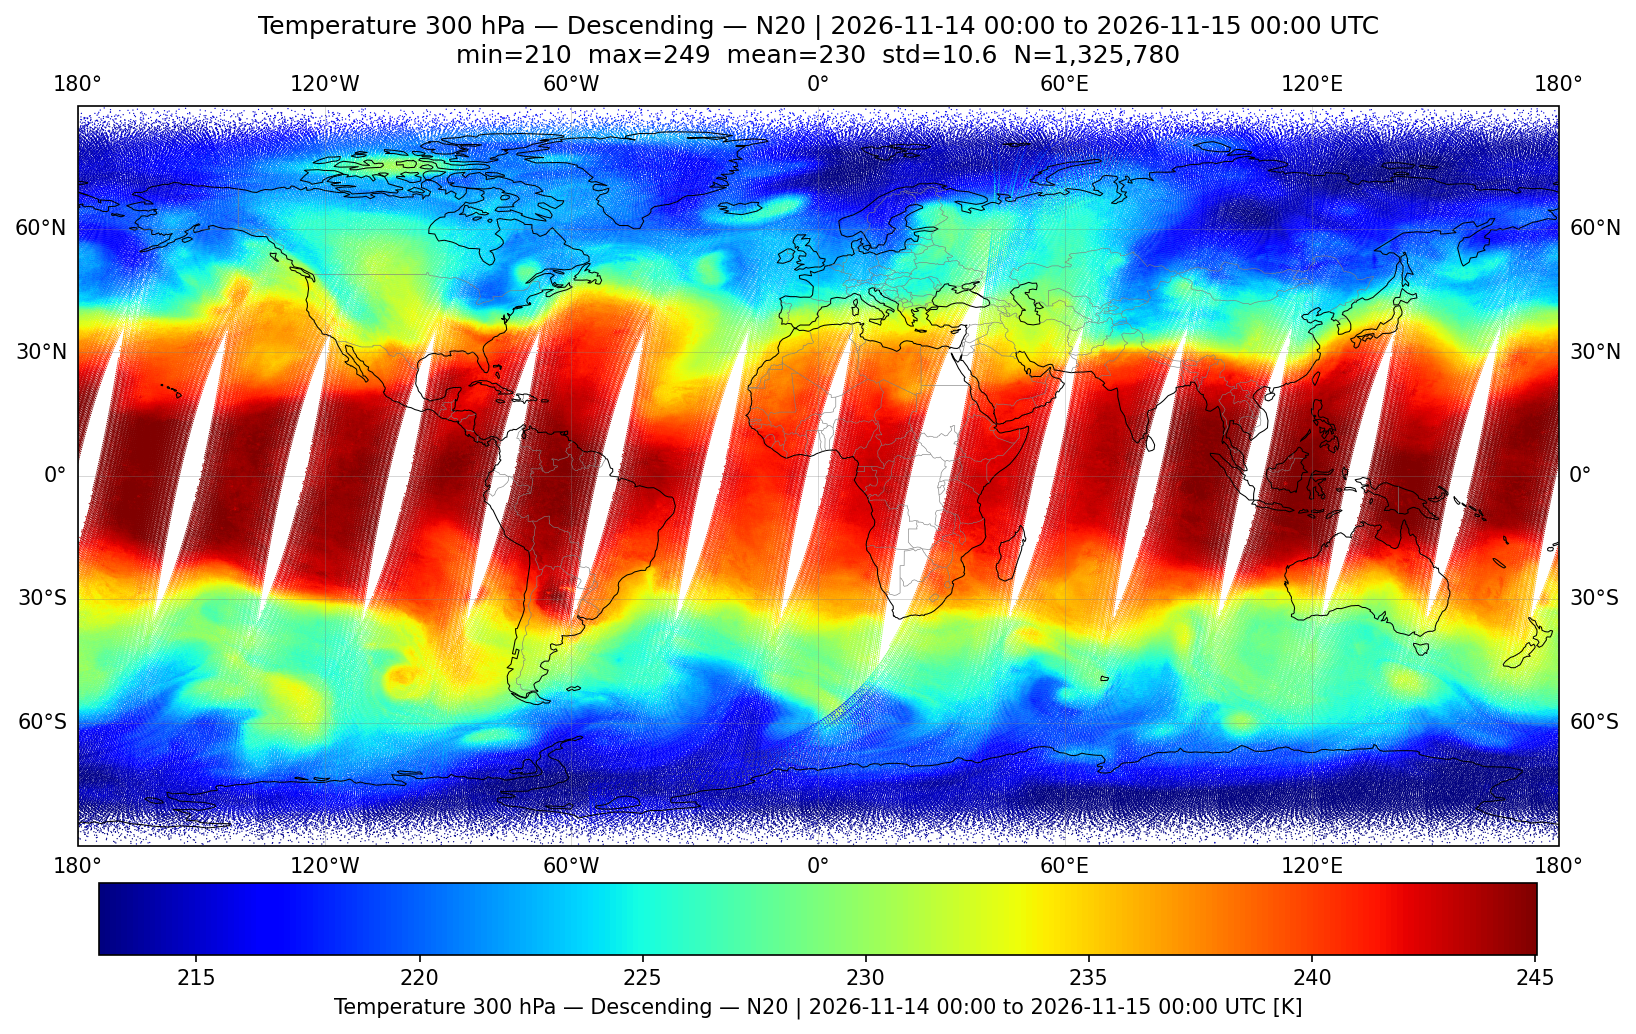 Temperature 300 hPa — Descending — N20 | 2026-11-14 00:00 to 2026-11-15 00:00 UTC
min=210 max=249 mean=230 std=10.6 N=1,325,780
180° 120°W 60°W 0° 60°E 120°E 180°
60°N 60°N
30°N 30°N
0° 0°
30°S 30°S
60°S 60°S
180° 120°W 60°W 0° 60°E 120°E 180°
215 220 225 230 235 240 245
Temperature 300 hPa — Descending — N20 | 2026-11-14 00:00 to 2026-11-15 00:00 UTC [K]